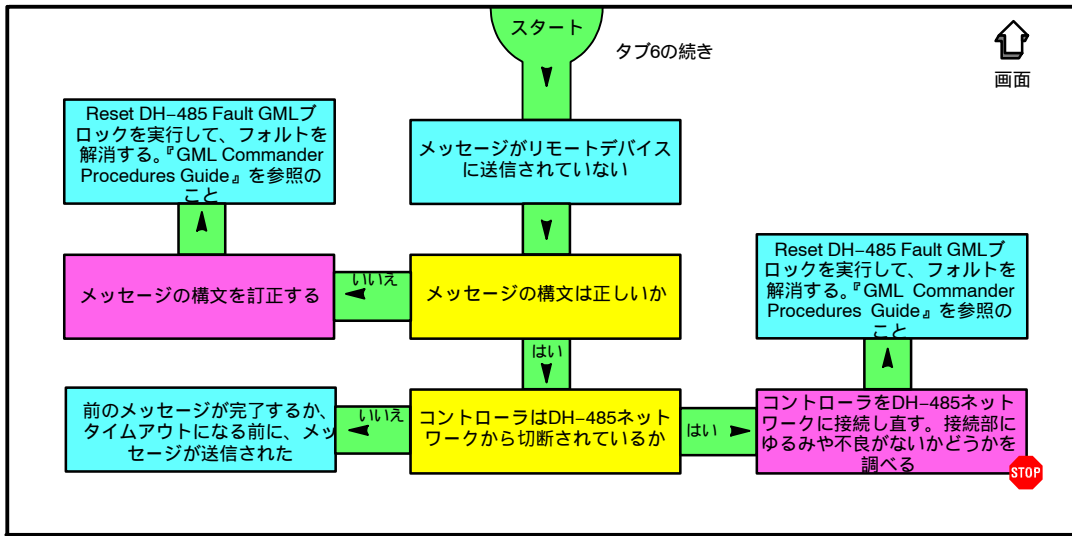 スタート
タブ6の続き
画面
Reset DH–485 Fault GMLブ
ロックを実行して、フォルトを
解消する。『GML Commander
Procedures Guide』を参照の
こと
メッセージがリモートデバイス
に送信されていない
メッセージの構文を訂正する
いいえ
メッセージの構文は正しいか
Reset DH–485 Fault GMLブ
ロックを実行して、フォルトを
解消する。『GML Commander
Procedures Guide』を参照の
こと
はい
前のメッセージが完了するか、
タイムアウトになる前に、メッ
セージが送信された
いいえ
コントローラはDH–485ネット
ワークから切断されているか
はい
コントローラをDH–485ネット
ワークに接続し直す。接続部に
ゆるみや不良がないかどうかを
調べる
STOP